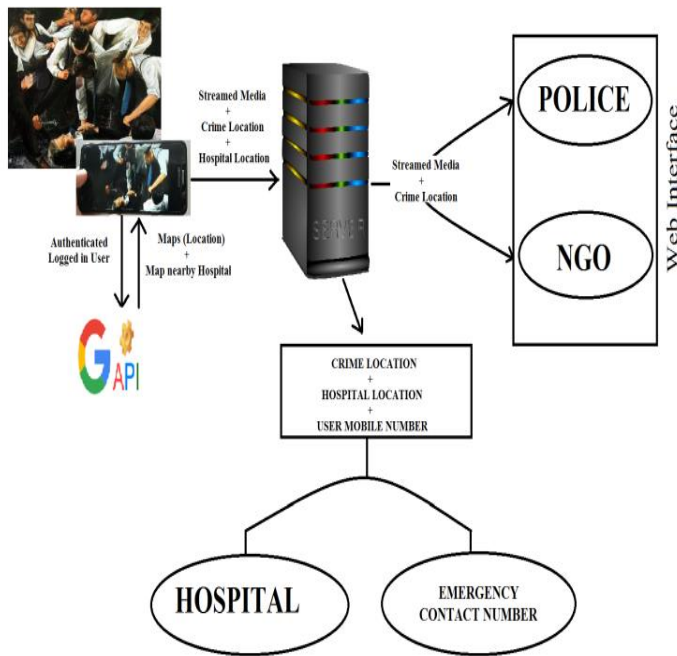 Streamed Media
+
Crime Location
+
Hospital Location
Authenticated
Logged in User
Maps (Location)
+
Map nearby Hospital
G API
SERVER
Streamed Media
+
Crime Location
POLICE
NGO
Web Interface
CRIME LOCATION
+
HOSPITAL LOCATION
+
USER MOBILE NUMBER
HOSPITAL
EMERGENCY
CONTACT NUMBER